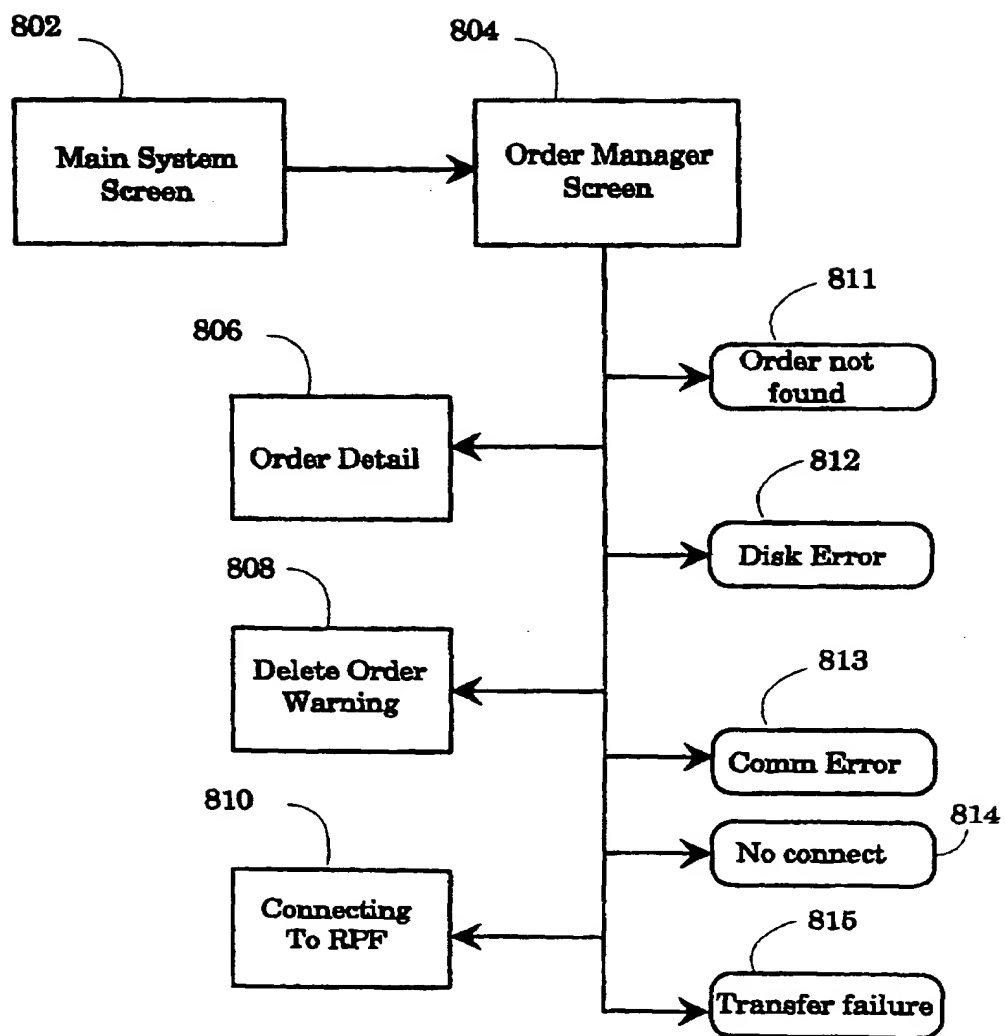 802
804
Main System
Screen
Order Manager
Screen
811
Order not
found
806
Order Detail
812
Disk Error
808
Delete Order
Warning
813
Comm Error
810
814
No connect
Connecting
To RPF
815
Transfer failure